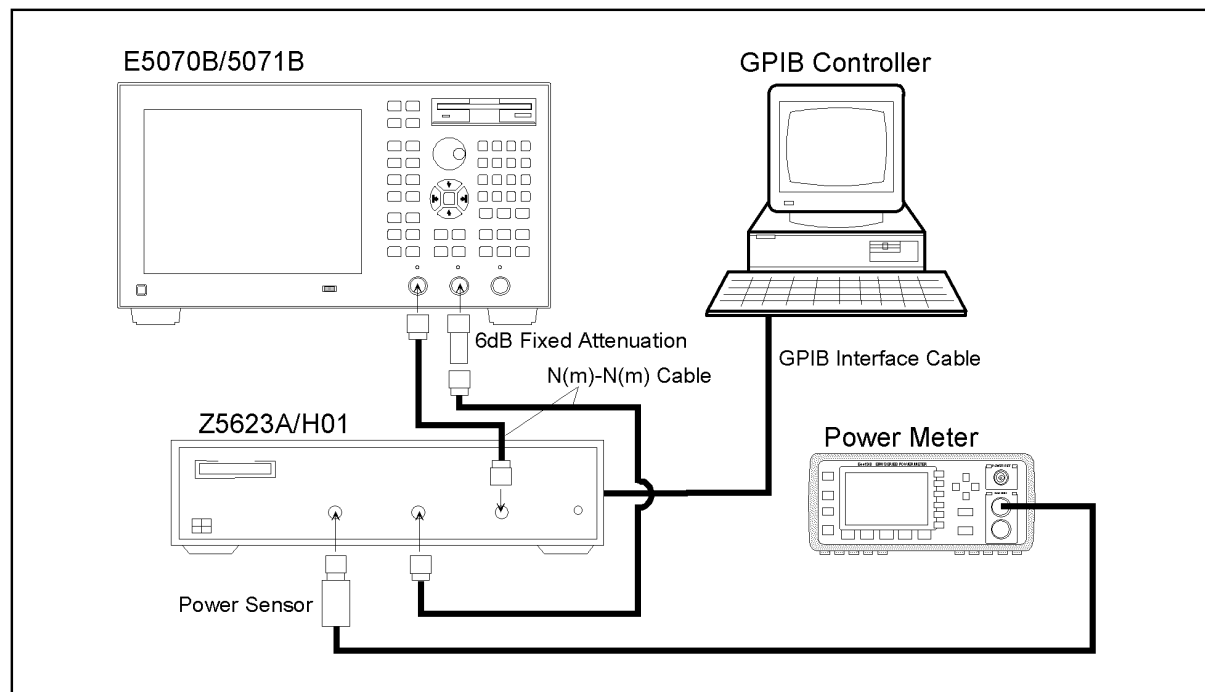 E5070B/5071B
GPIB Controller
6dB Fixed Attenuation
N(m)-N(m) Cable
GPIB Interface Cable
Z5623A/H01
Power Meter
Power Sensor